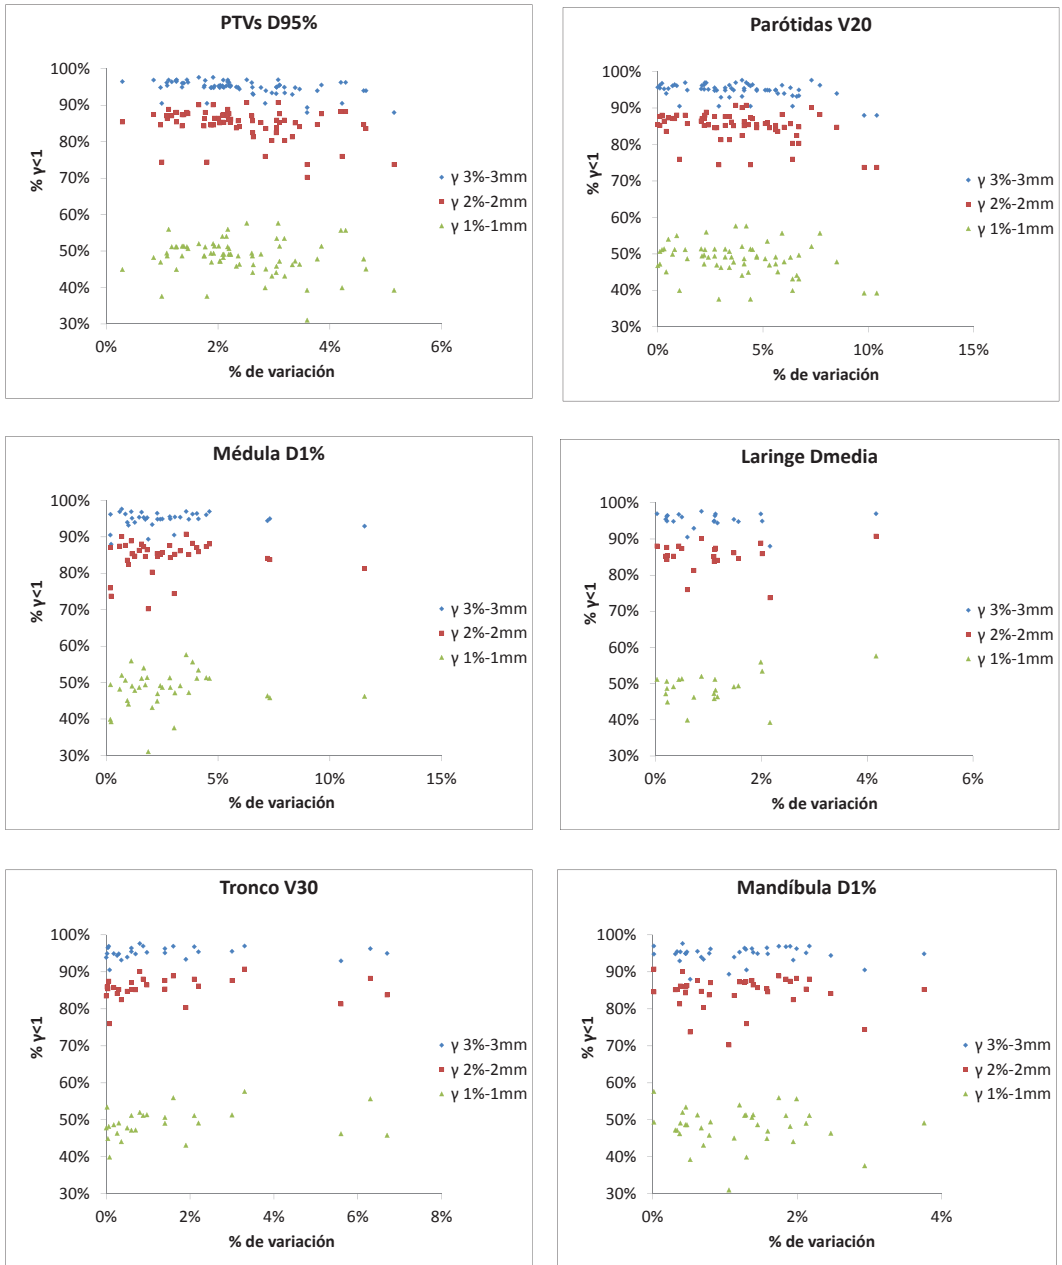 PTVs D95%
100%
90%
80%
70%
60%
50%
40%
30%
% γ<1
0%
2%
4%
6%
% de variación
γ 3%-3mm
γ 2%-2mm
γ 1%-1mm
Parótidas V20
100%
90%
80%
70%
60%
50%
40%
30%
% γ<1
0%
5%
10%
15%
% de variación
γ 3%-3mm
γ 2%-2mm
γ 1%-1mm
Médula D1%
100%
90%
80%
70%
60%
50%
40%
30%
% γ<1
0%
5%
10%
15%
% de variación
γ 3%-3mm
γ 2%-2mm
γ 1%-1mm
Laringe Dmedia
100%
90%
80%
70%
60%
50%
40%
30%
% γ<1
0%
2%
4%
6%
% de variación
γ 3%-3mm
γ 2%-2mm
γ 1%-1mm
Tronco V30
100%
90%
80%
70%
60%
50%
40%
30%
% γ<1
0%
2%
4%
6%
8%
% de variación
γ 3%-3mm
γ 2%-2mm
γ 1%-1mm
Mandíbula D1%
100%
90%
80%
70%
60%
50%
40%
30%
% γ<1
0%
2%
4%
% de variación
γ 3%-3mm
γ 2%-2mm
γ 1%-1mm